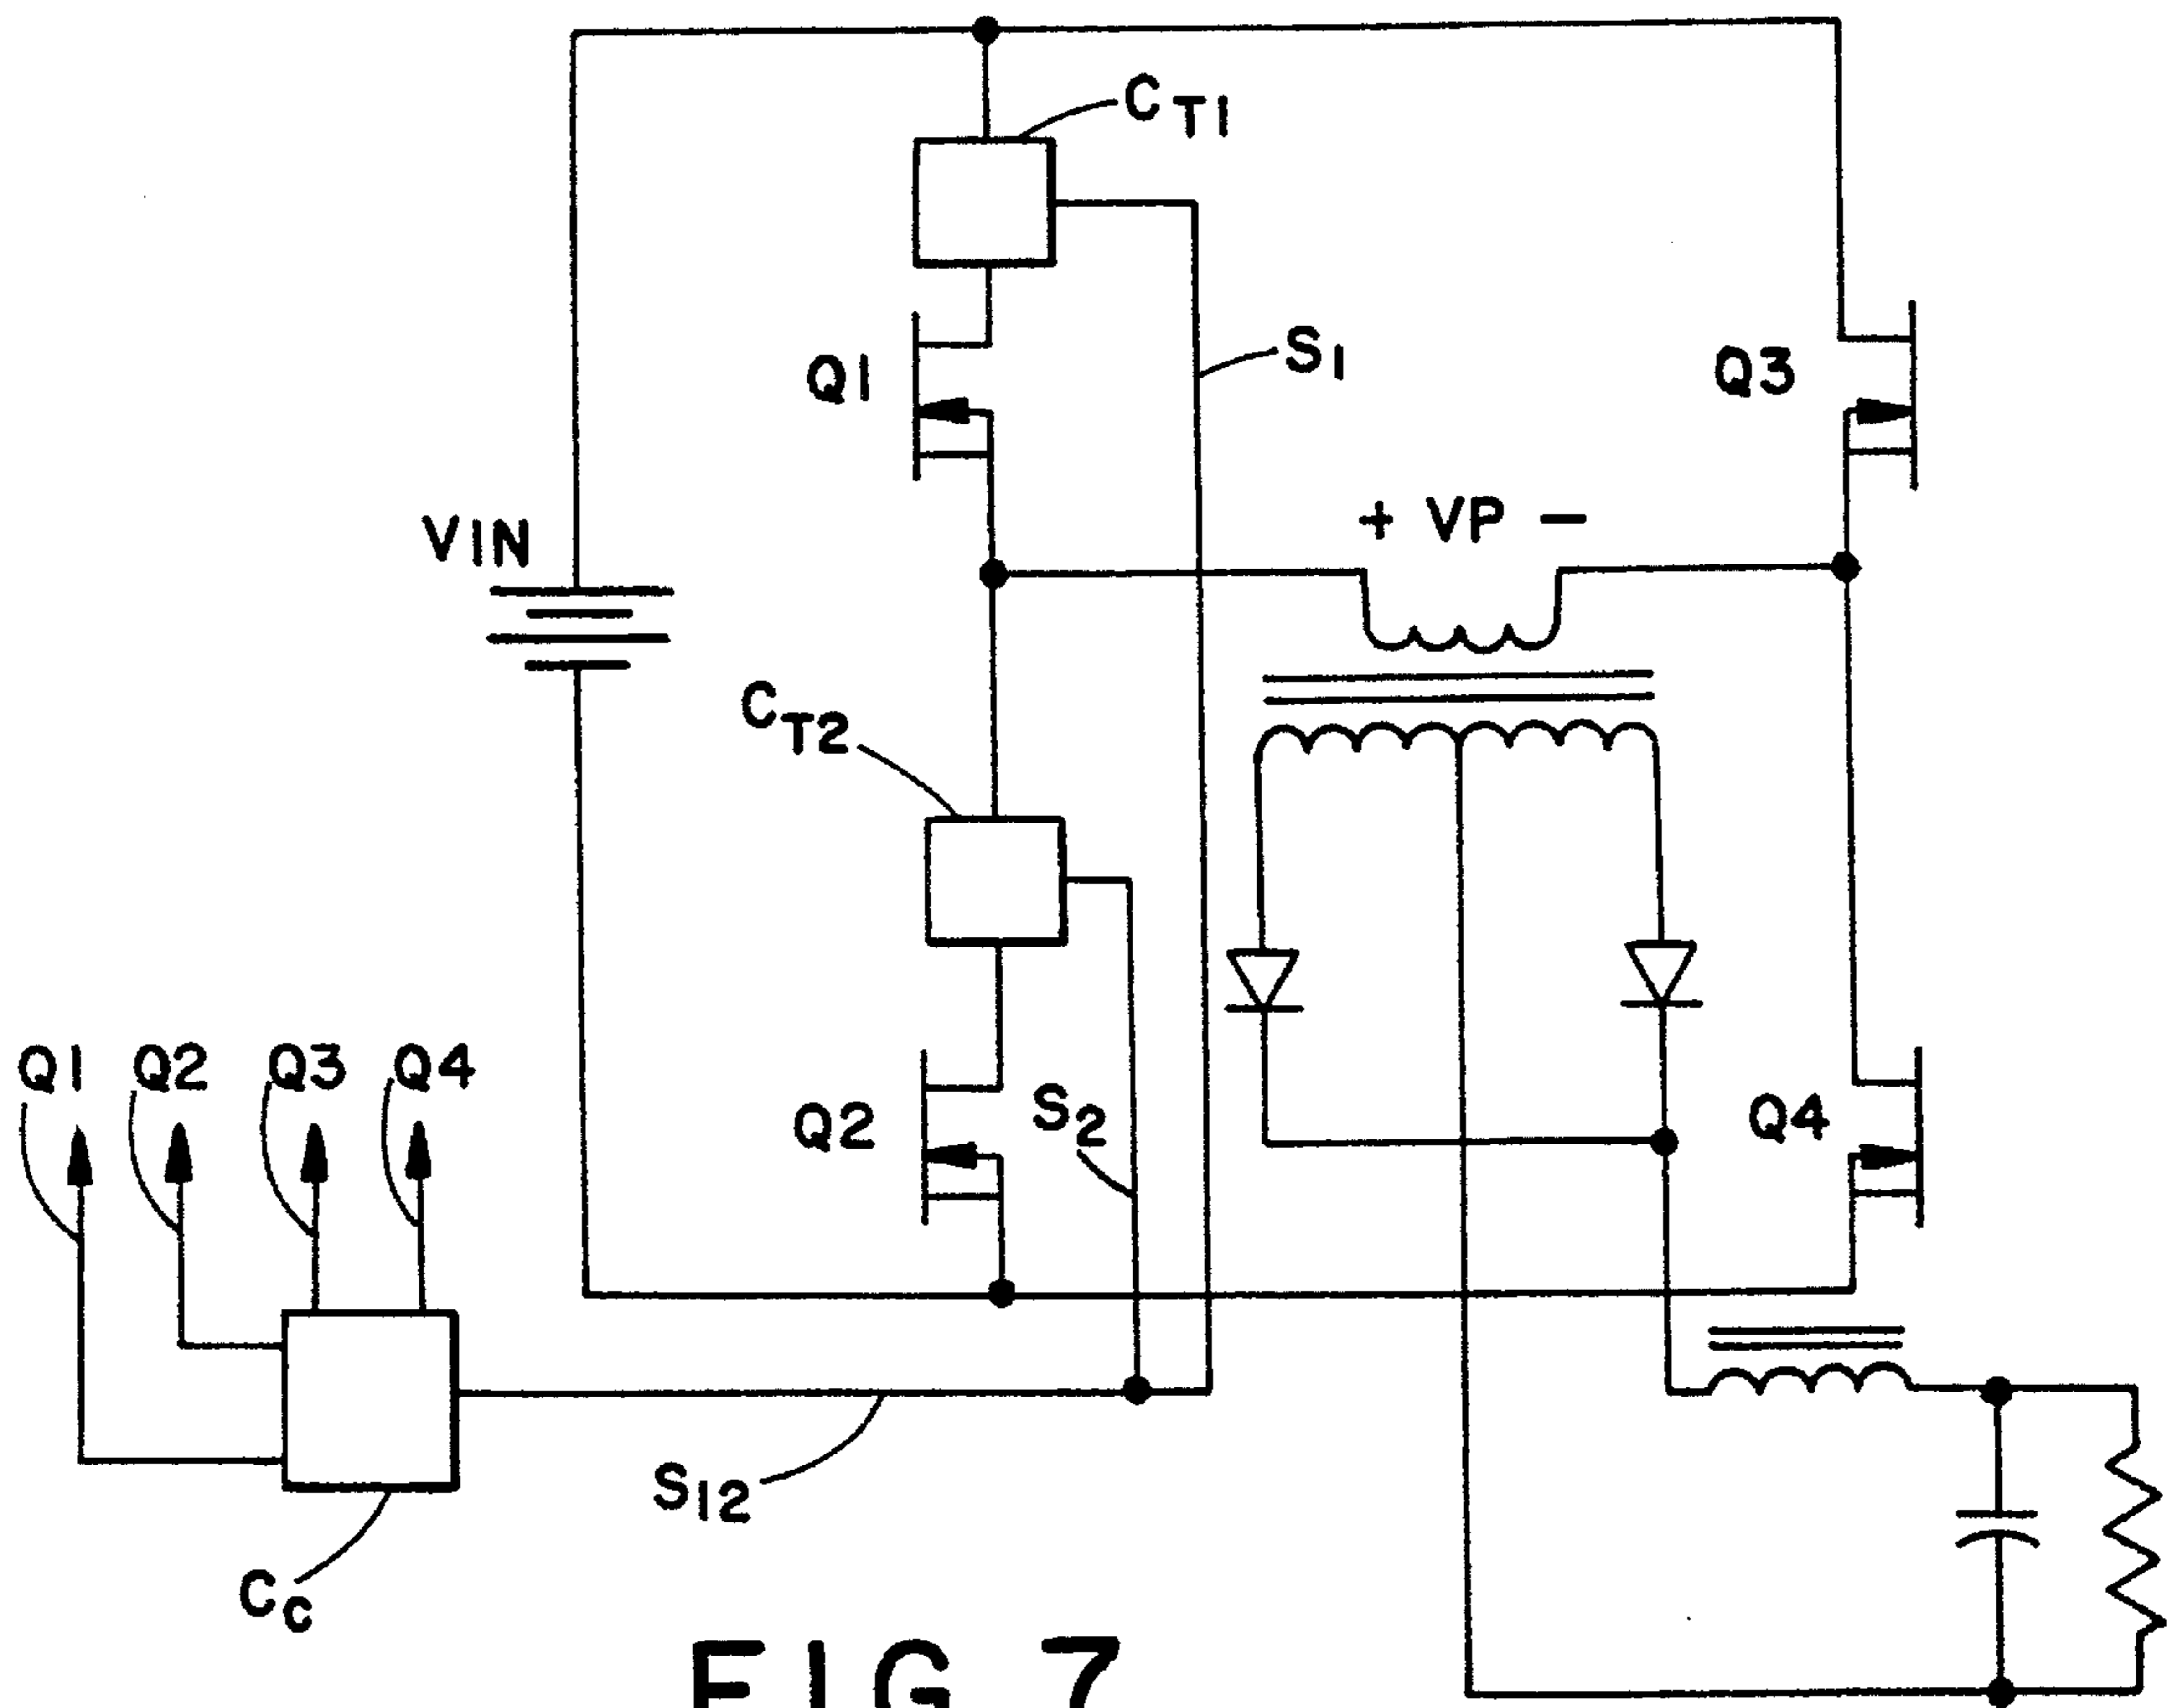 CT1
S1
Q1
Q3
+ VP -
VIN
CT2
Q1 Q2 Q3 Q4
Q2
S2
Q4
S12
CC
FIG 7